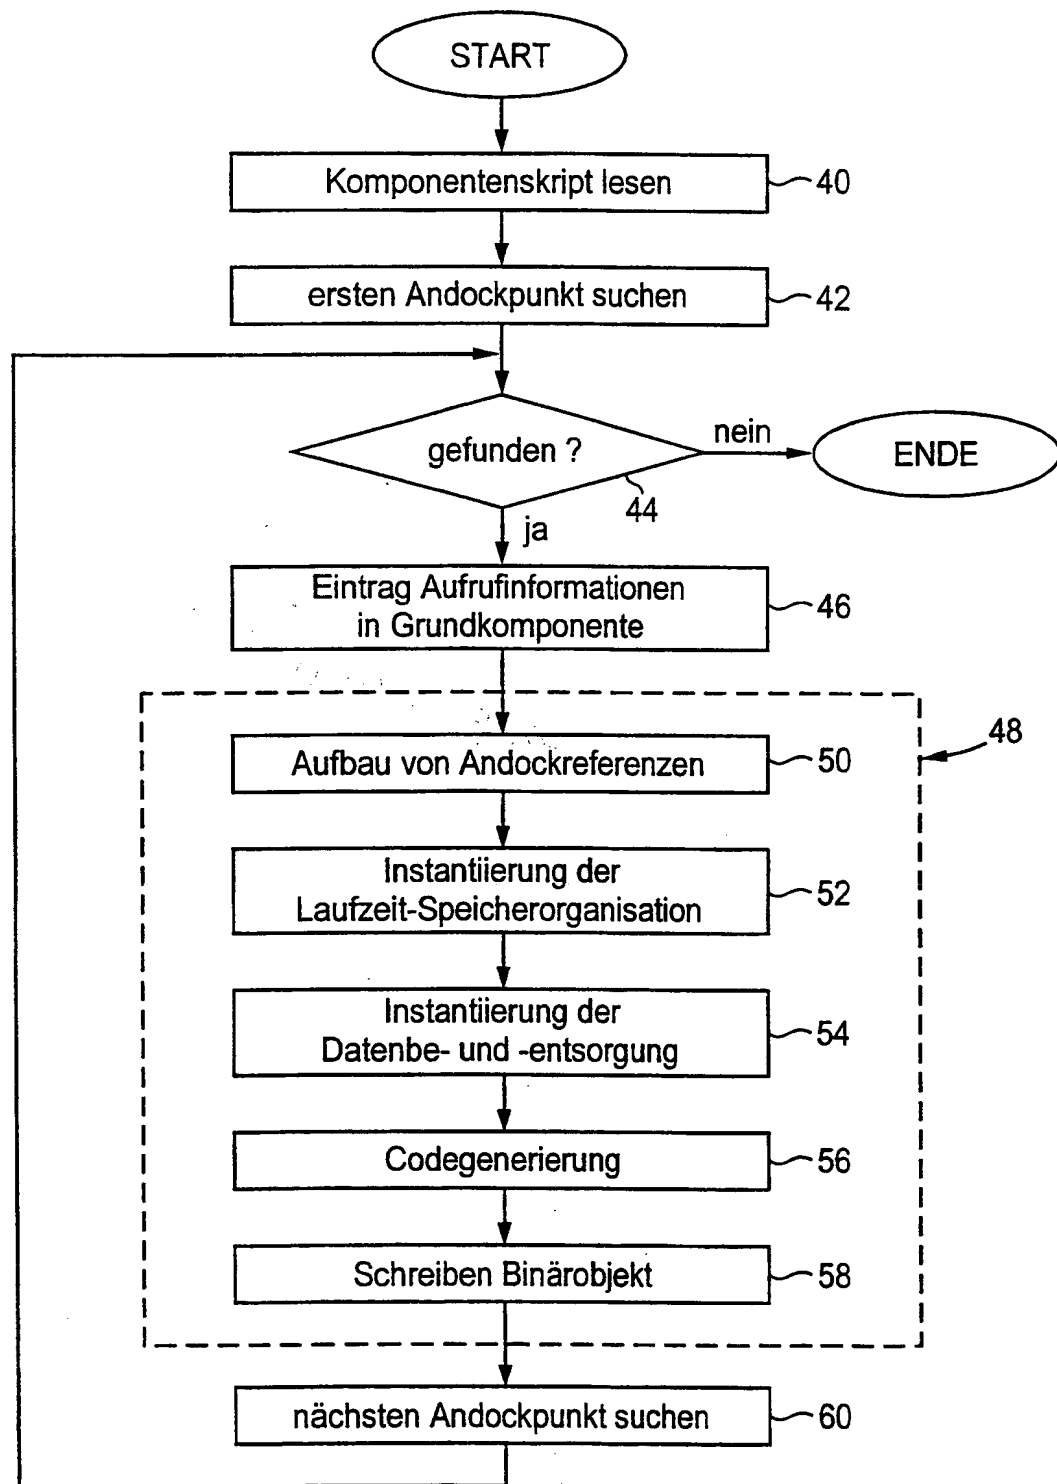 START
Komponentenskript lesen 40
ersten Andockpunkt suchen 42
gefunden ? nein ENDE
44
ja
Eintrag Aufrufinformationen
in Grundkomponente 46
48
Aufbau von Andockreferenzen 50
Instantiierung der
Laufzeit-Speicherorganisation 52
Instantiierung der
Datenbe- und -entsorgung 54
Codegenerierung 56
Schreiben Binärobjekt 58
nächsten Andockpunkt suchen 60